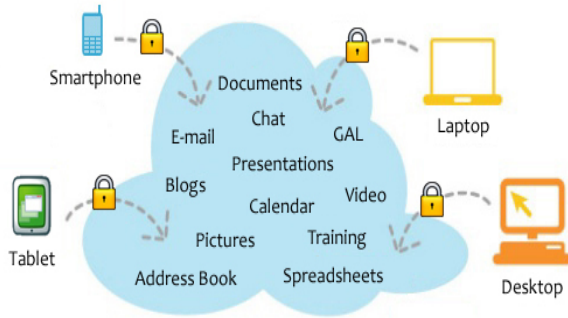 Smartphone
Documents
Chat
E-mail
GAL
Laptop
Presentations
Blogs
Video
Calendar
Tablet
Pictures
Training
Address Book
Spreadsheets
Desktop